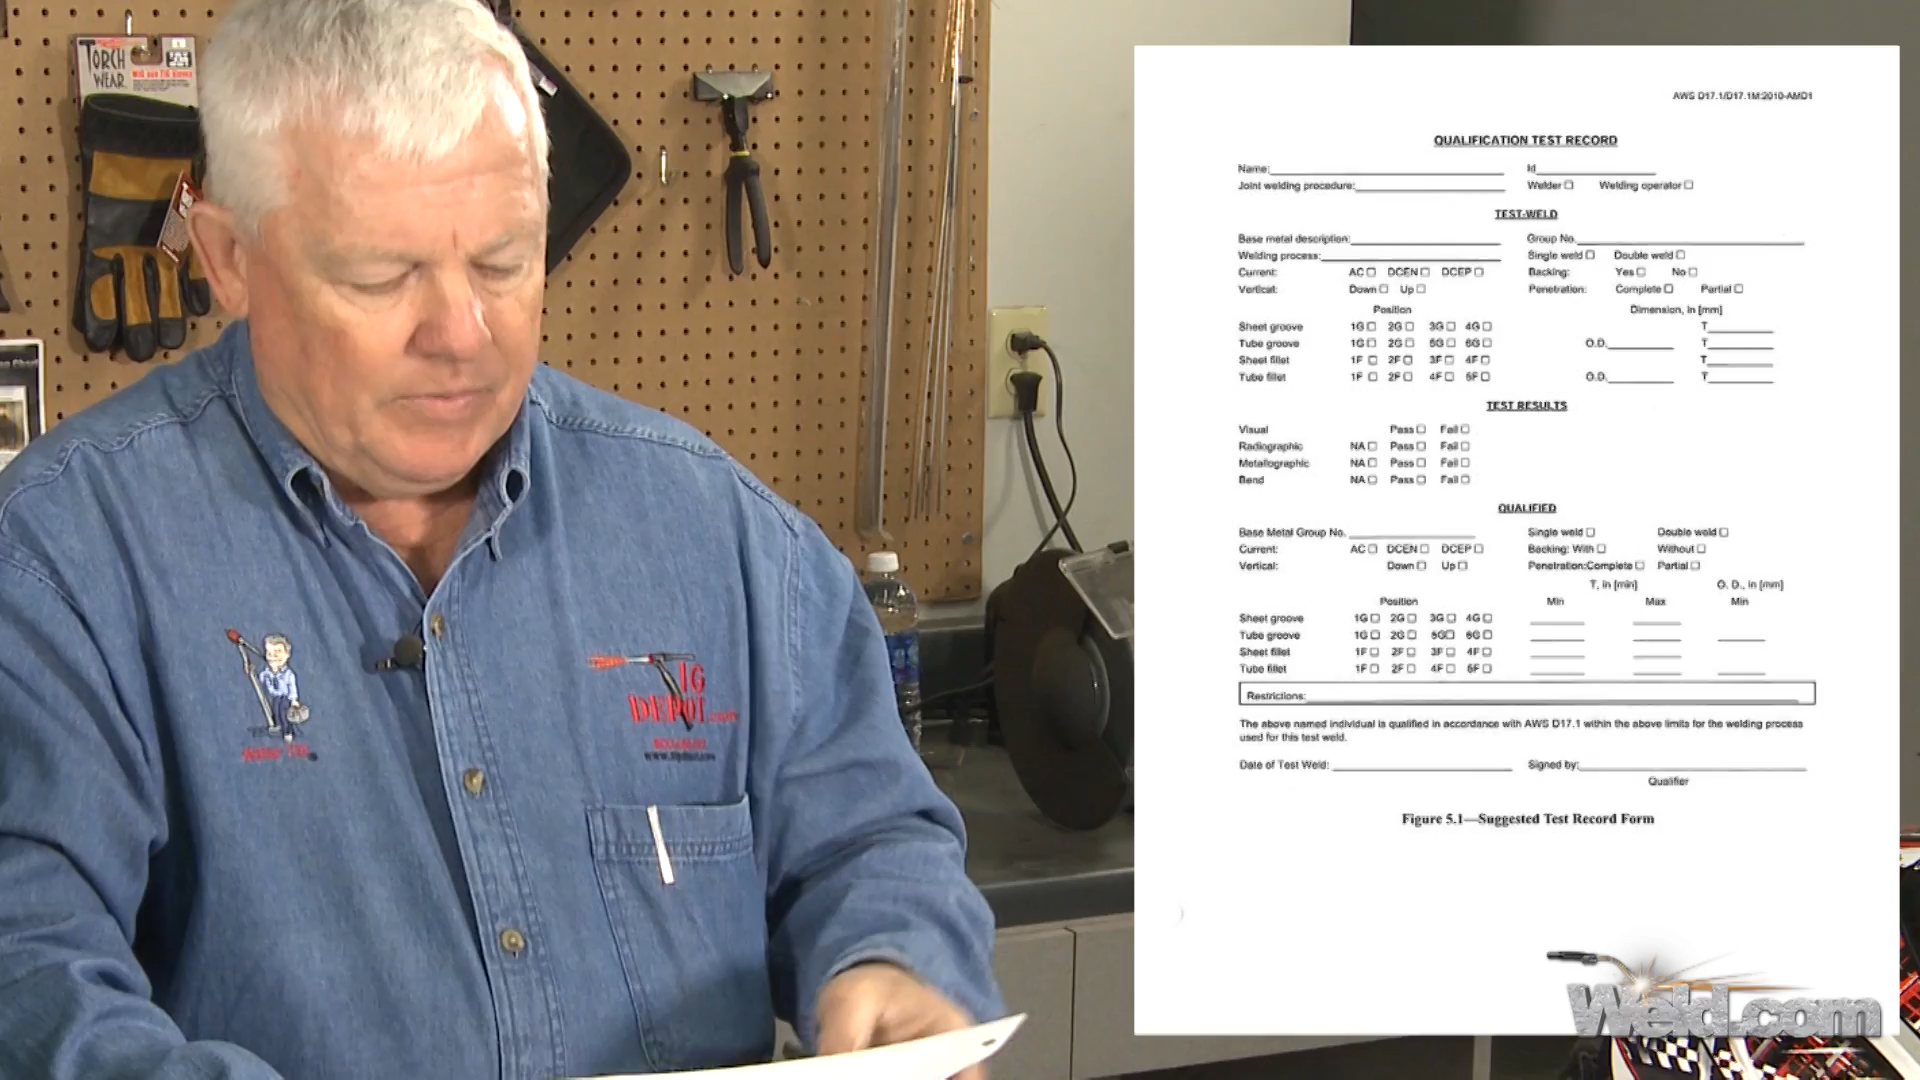 TORCH
WEAR
MIG and TIG Gloves
Mister TIG
TIG
DEPOT
AWS D17.1/D17.1M:2010-AMD1
QUALIFICATION TEST RECORD
Name: Id
Joint welding procedure: Welder Welding operator
TEST-WELD
Base metal description: Group No.
Welding process: Single weld Double weld
Current: AC DCEN DCEP Backing: Yes No
Vertical: Down Up Penetration: Complete Partial
Position Dimension, in [mm]
Sheet groove 1G 2G 3G 4G T
Tube groove 1G 2G 5G 6G O.D. T
Sheet fillet 1F 2F 3F 4F T
Tube fillet 1F 2F 4F 5F O.D. T
TEST RESULTS
Visual Pass Fail
Radiographic NA Pass Fail
Metallographic NA Pass Fail
Bend NA Pass Fail
QUALIFIED
Base Metal Group No. Single weld Double weld
Current: AC DCEN DCEP Backing: With Without
Vertical: Down Up Penetration:Complete Partial
T, in [mm] O. D., in [mm]
Position Min Max Min
Sheet groove 1G 2G 3G 4G
Tube groove 1G 2G 5G 6G
Sheet fillet 1F 2F 3F 4F
Tube fillet 1F 2F 4F 5F
Restrictions:
The above named individual is qualified in accordance with AWS D17.1 within the above limits for the welding process
used for this test weld.
Date of Test Weld: Signed by:
Qualifier
Figure 5.1—Suggested Test Record Form
Weld.com